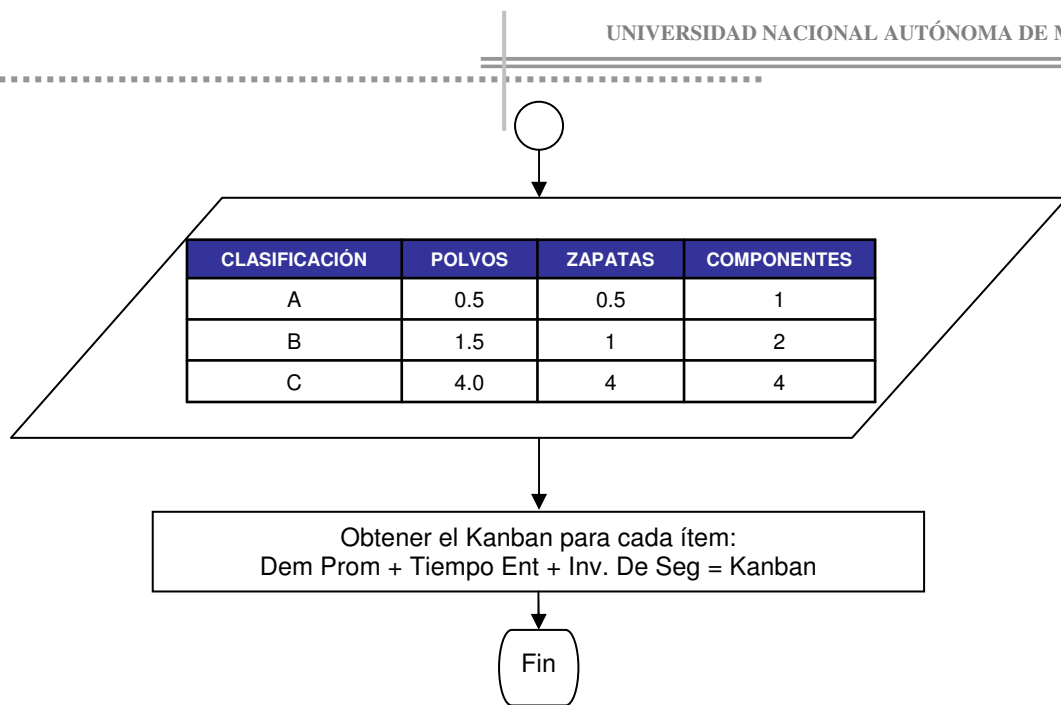 UNIVERSIDAD NACIONAL AUTÓNOMA DE
CLASIFICACIÓN POLVOS ZAPATAS COMPONENTES
A 0.5 0.5 1
B 1.5 1 2
C 4.0 4 4
Obtener el Kanban para cada ítem:
Dem Prom + Tiempo Ent + Inv. De Seg = Kanban
Fin